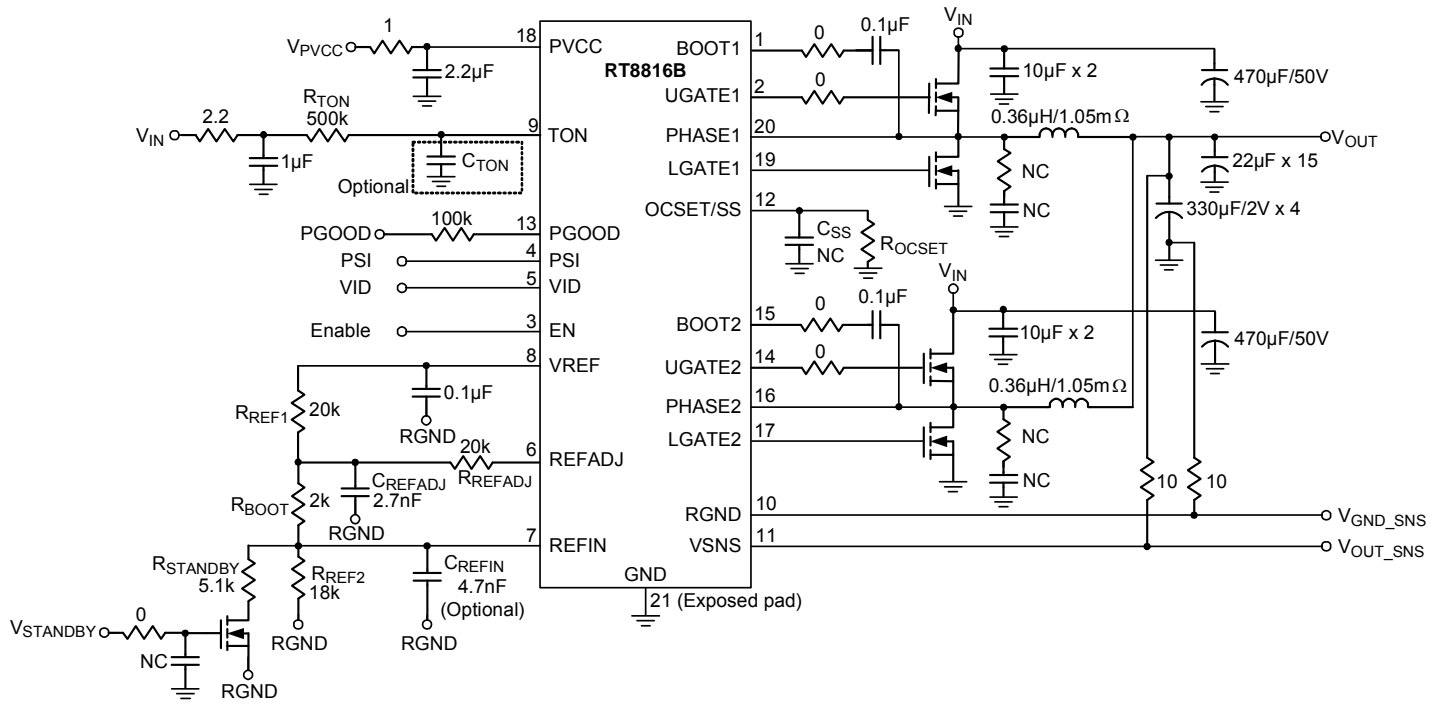 V_PVCC
1
18
PVCC
2.2µF
RT8816B
R_TON
500k
V_IN
2.2
9
TON
1µF
C_TON
Optional
100k
PGOOD
13
PGOOD
PSI
4
PSI
VID
5
VID
Enable
3
EN
8
VREF
0.1µF
RGND
R_REF1
20k
20k
6
REFADJ
R_REFADJ
C_REFADJ
2.7nF
RGND
R_BOOT
2k
7
REFIN
R_STANDBY
5.1k
R_REF2
18k
C_REFIN
4.7nF
(Optional)
V_STANDBY
0
NC
RGND
RGND
RGND
GND
21 (Exposed pad)
BOOT1
1
0
0.1µF
V_IN
UGATE1
2
0
10µF x 2
470µF/50V
PHASE1
20
0.36µH/1.05mΩ
V_OUT
LGATE1
19
NC
NC
22µF x 15
330µF/2V x 4
OCSET/SS
12
C_SS
NC
R_OCSET
V_IN
BOOT2
15
0
0.1µF
UGATE2
14
0
10µF x 2
470µF/50V
PHASE2
16
0.36µH/1.05mΩ
LGATE2
17
NC
NC
10
10
RGND
10
V_GND_SNS
VSNS
11
V_OUT_SNS